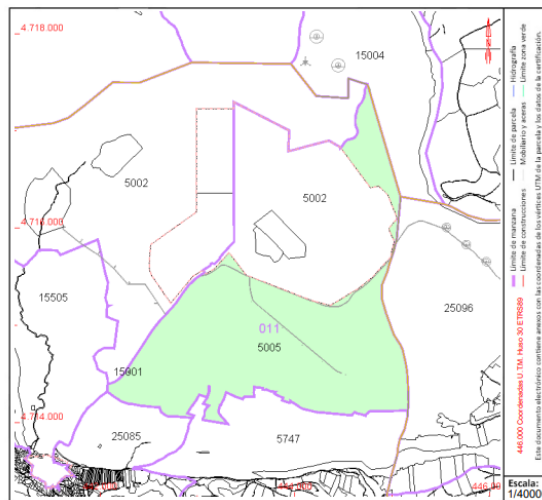 4.718.000
15004
5002
5002
4.716.000
15505
25096
011
5005
15901
4.714.000
25085
5747
446.000 Coordenadas U.T.M. Huso 30 ETRS89
Límite de manzana
Límite de parcela
Hidrografía
Límite de construcciones
Mobiliario y aceras
Límite zona verde
Este documento electrónico contiene anexos con las coordenadas de los vértices UTM de la parcela y los datos de la certificación.
Escala:
1/4000